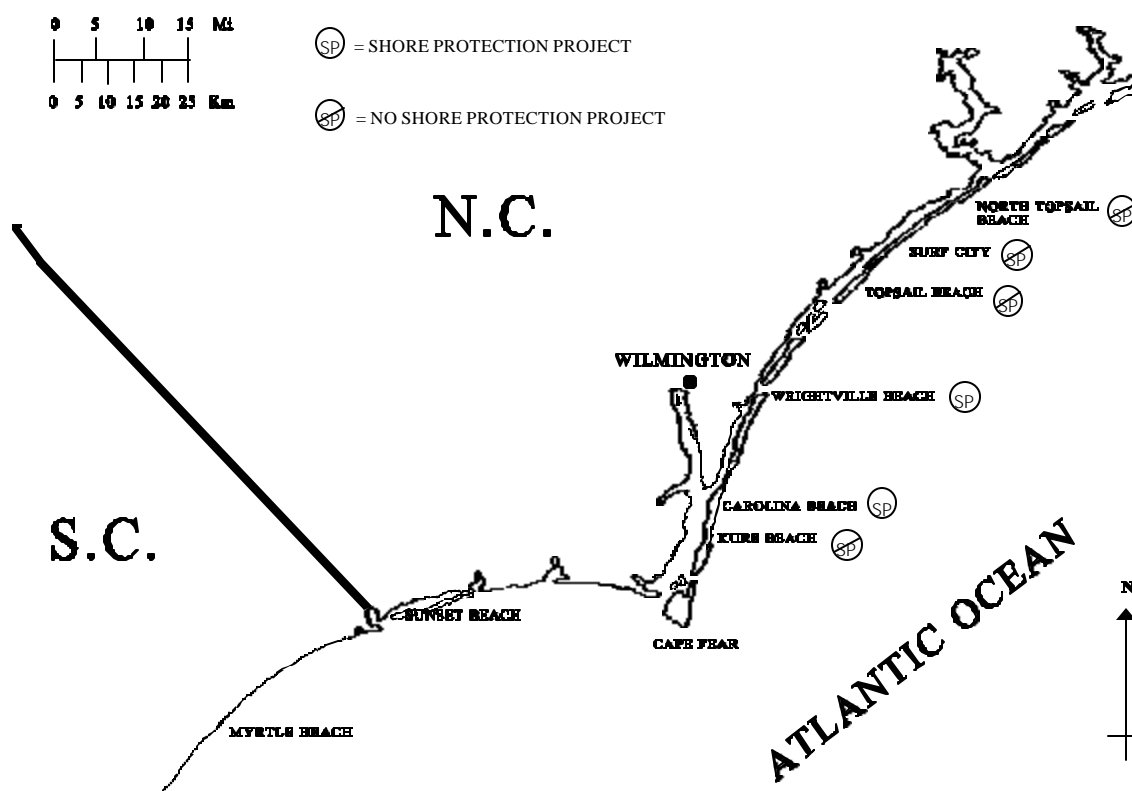 0 5 10 15 Mi
0 5 10 15 20 25 Km
SP = SHORE PROTECTION PROJECT
SP = NO SHORE PROTECTION PROJECT
N.C.
NORTH TOPSAIL
BEACH SP
SURF CITY SP
TOPSAIL BEACH SP
WILMINGTON
WRIGHTVILLE BEACH SP
S.C.
CAROLINA BEACH SP
KURE BEACH SP
SUNSET BEACH
CAPE FEAR
MYRTLE BEACH
ATLANTIC OCEAN
N